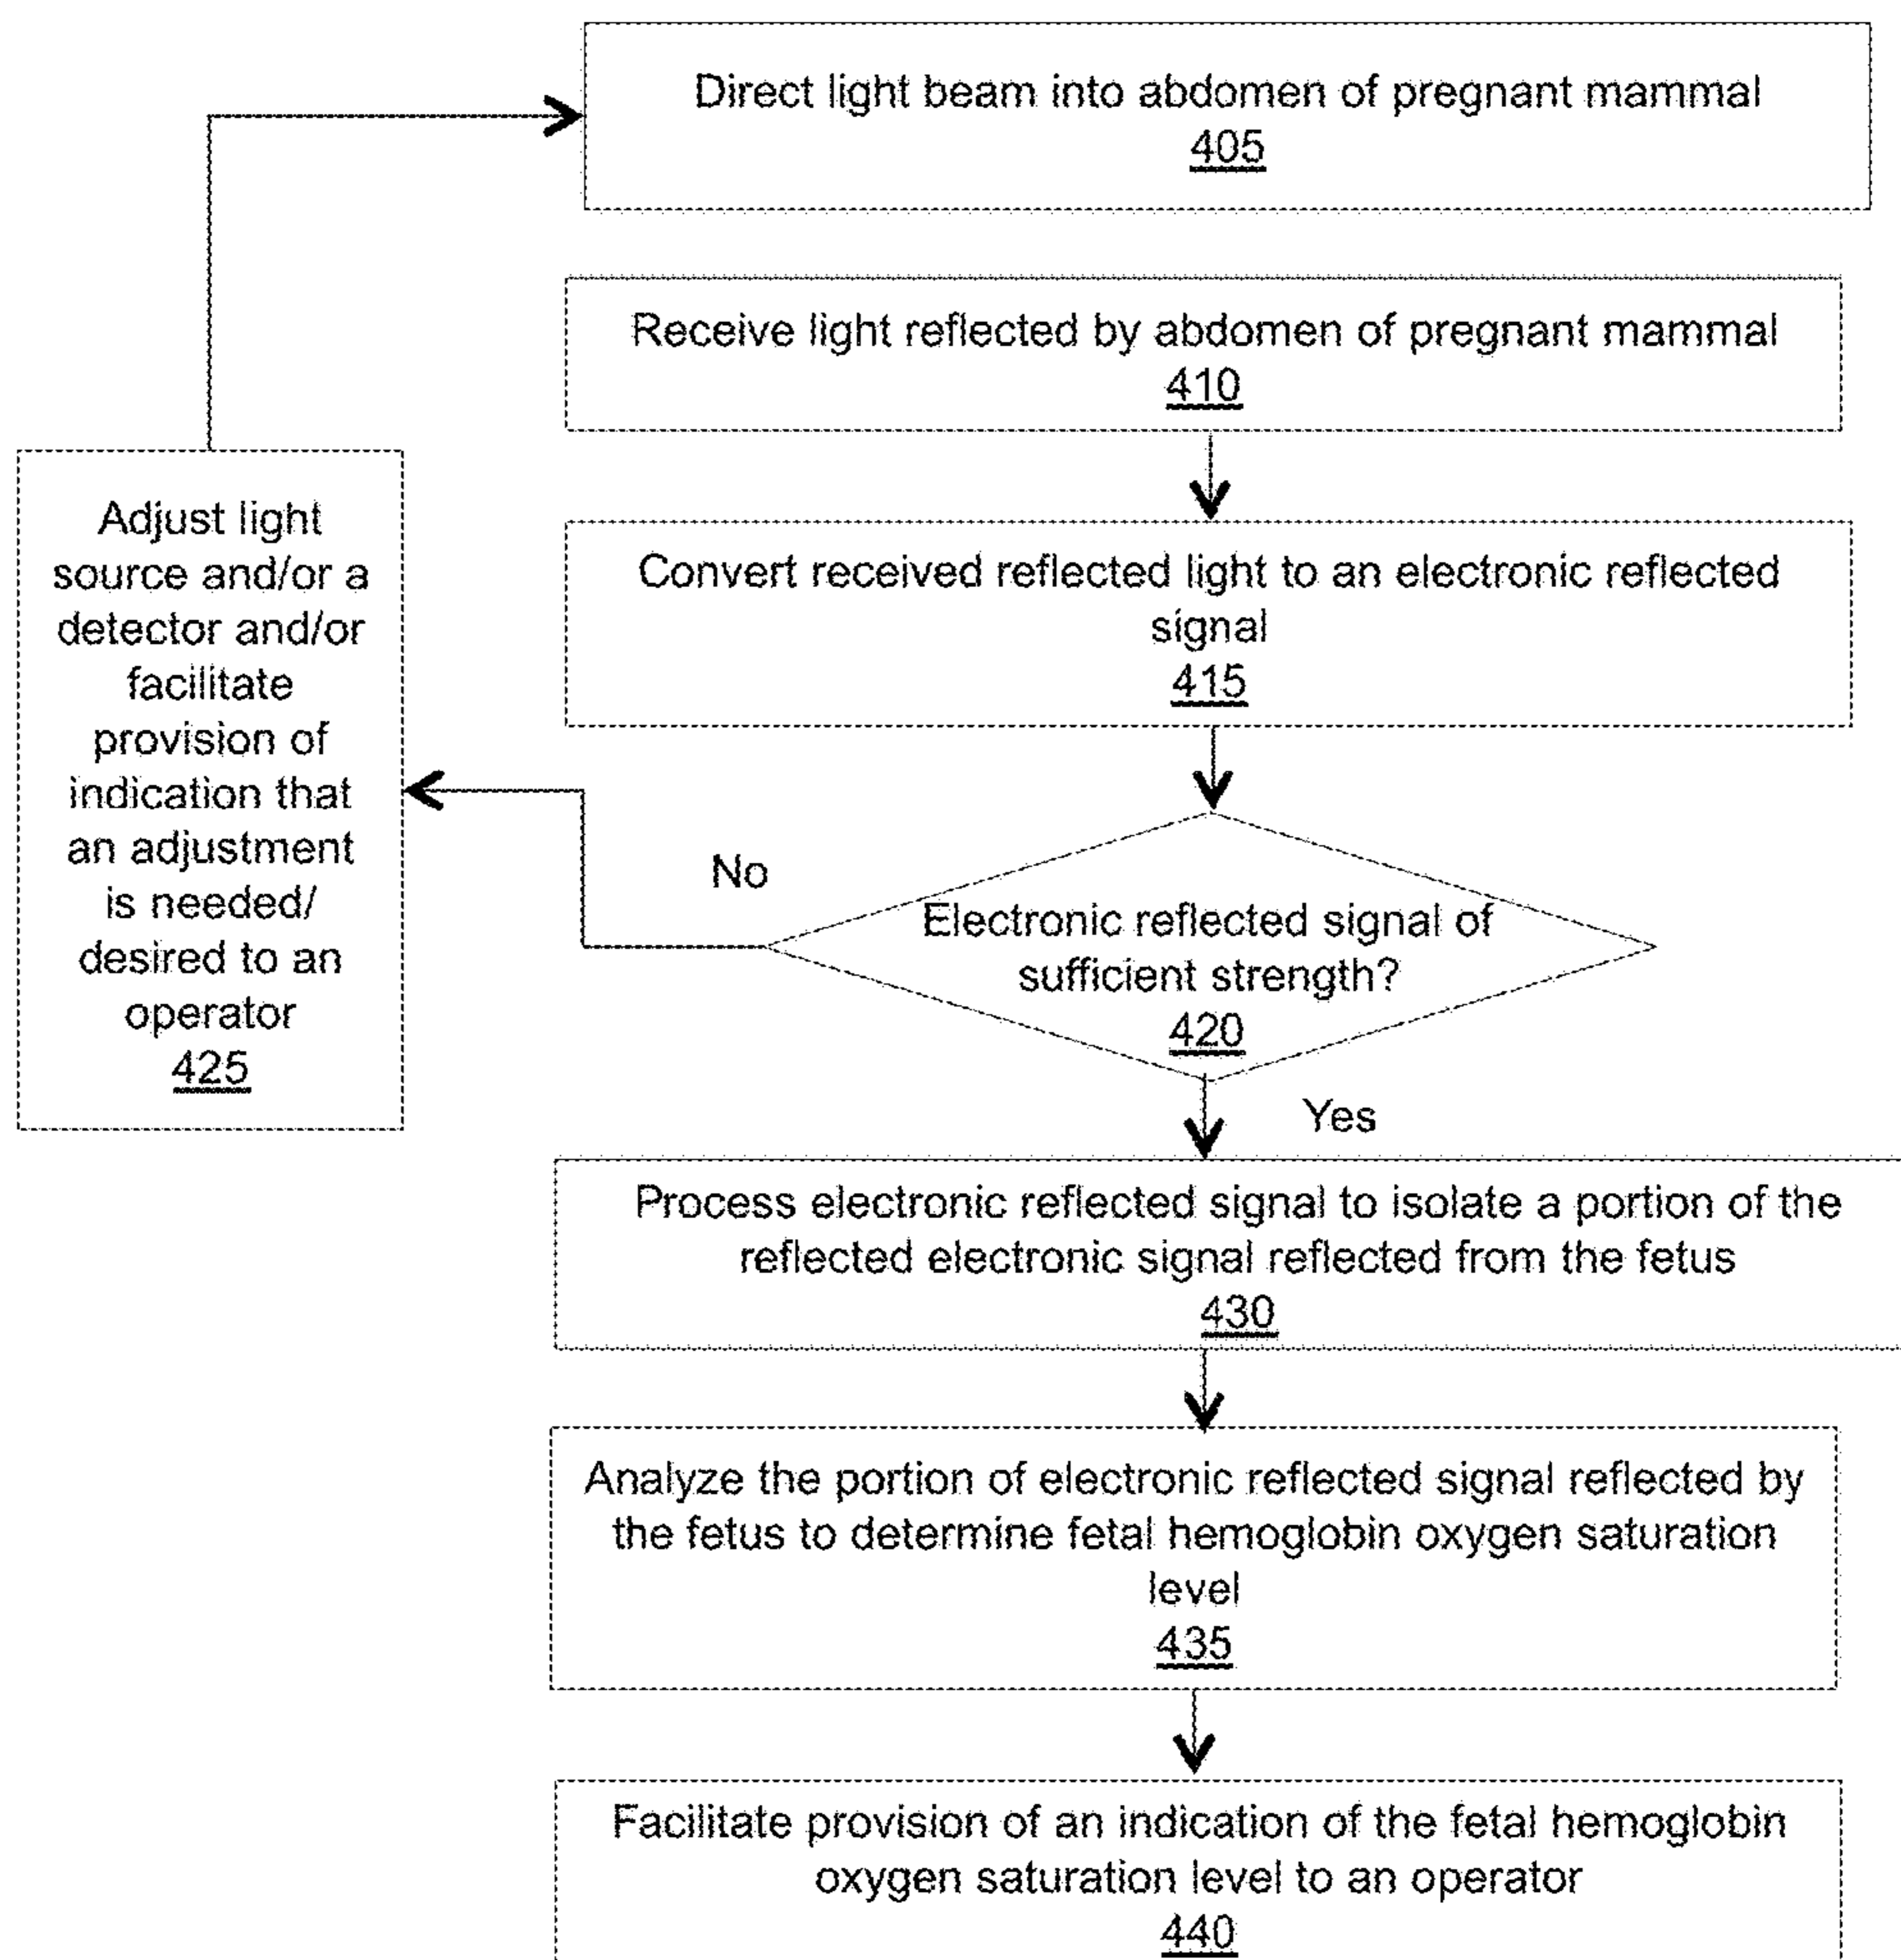 Direct light beam into abdomen of pregnant mammal
405
Receive light reflected by abdomen of pregnant mammal
410
Convert received reflected light to an electronic reflected
signal
415
Electronic reflected signal of
sufficient strength?
420
No
Adjust light
source and/or a
detector and/or
facilitate
provision of
indication that
an adjustment
is needed/
desired to an
operator
425
Yes
Process electronic reflected signal to isolate a portion of the
reflected electronic signal reflected from the fetus
430
Analyze the portion of electronic reflected signal reflected by
the fetus to determine fetal hemoglobin oxygen saturation
level
435
Facilitate provision of an indication of the fetal hemoglobin
oxygen saturation level to an operator
440